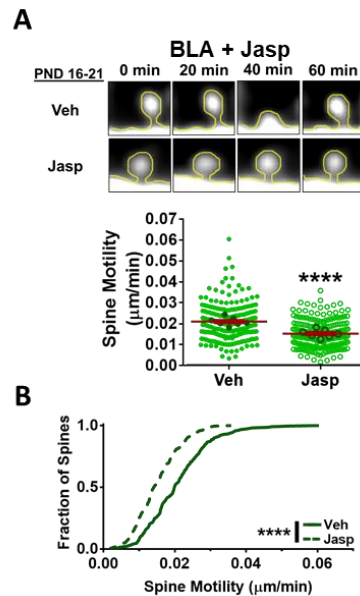 A
BLA + Jasp
PND 16-21 0 min 20 min 40 min 60 min
Veh
Jasp
Spine Motility
(μm/min)
0.07
0.06
0.05
0.04
0.03
0.02
0.01
0.00
****
Veh Jasp
B
Fraction of Spines
1.0
0.5
0.0
0.00 0.02 0.04 0.06
**** Veh
Jasp
Spine Motility (μm/min)